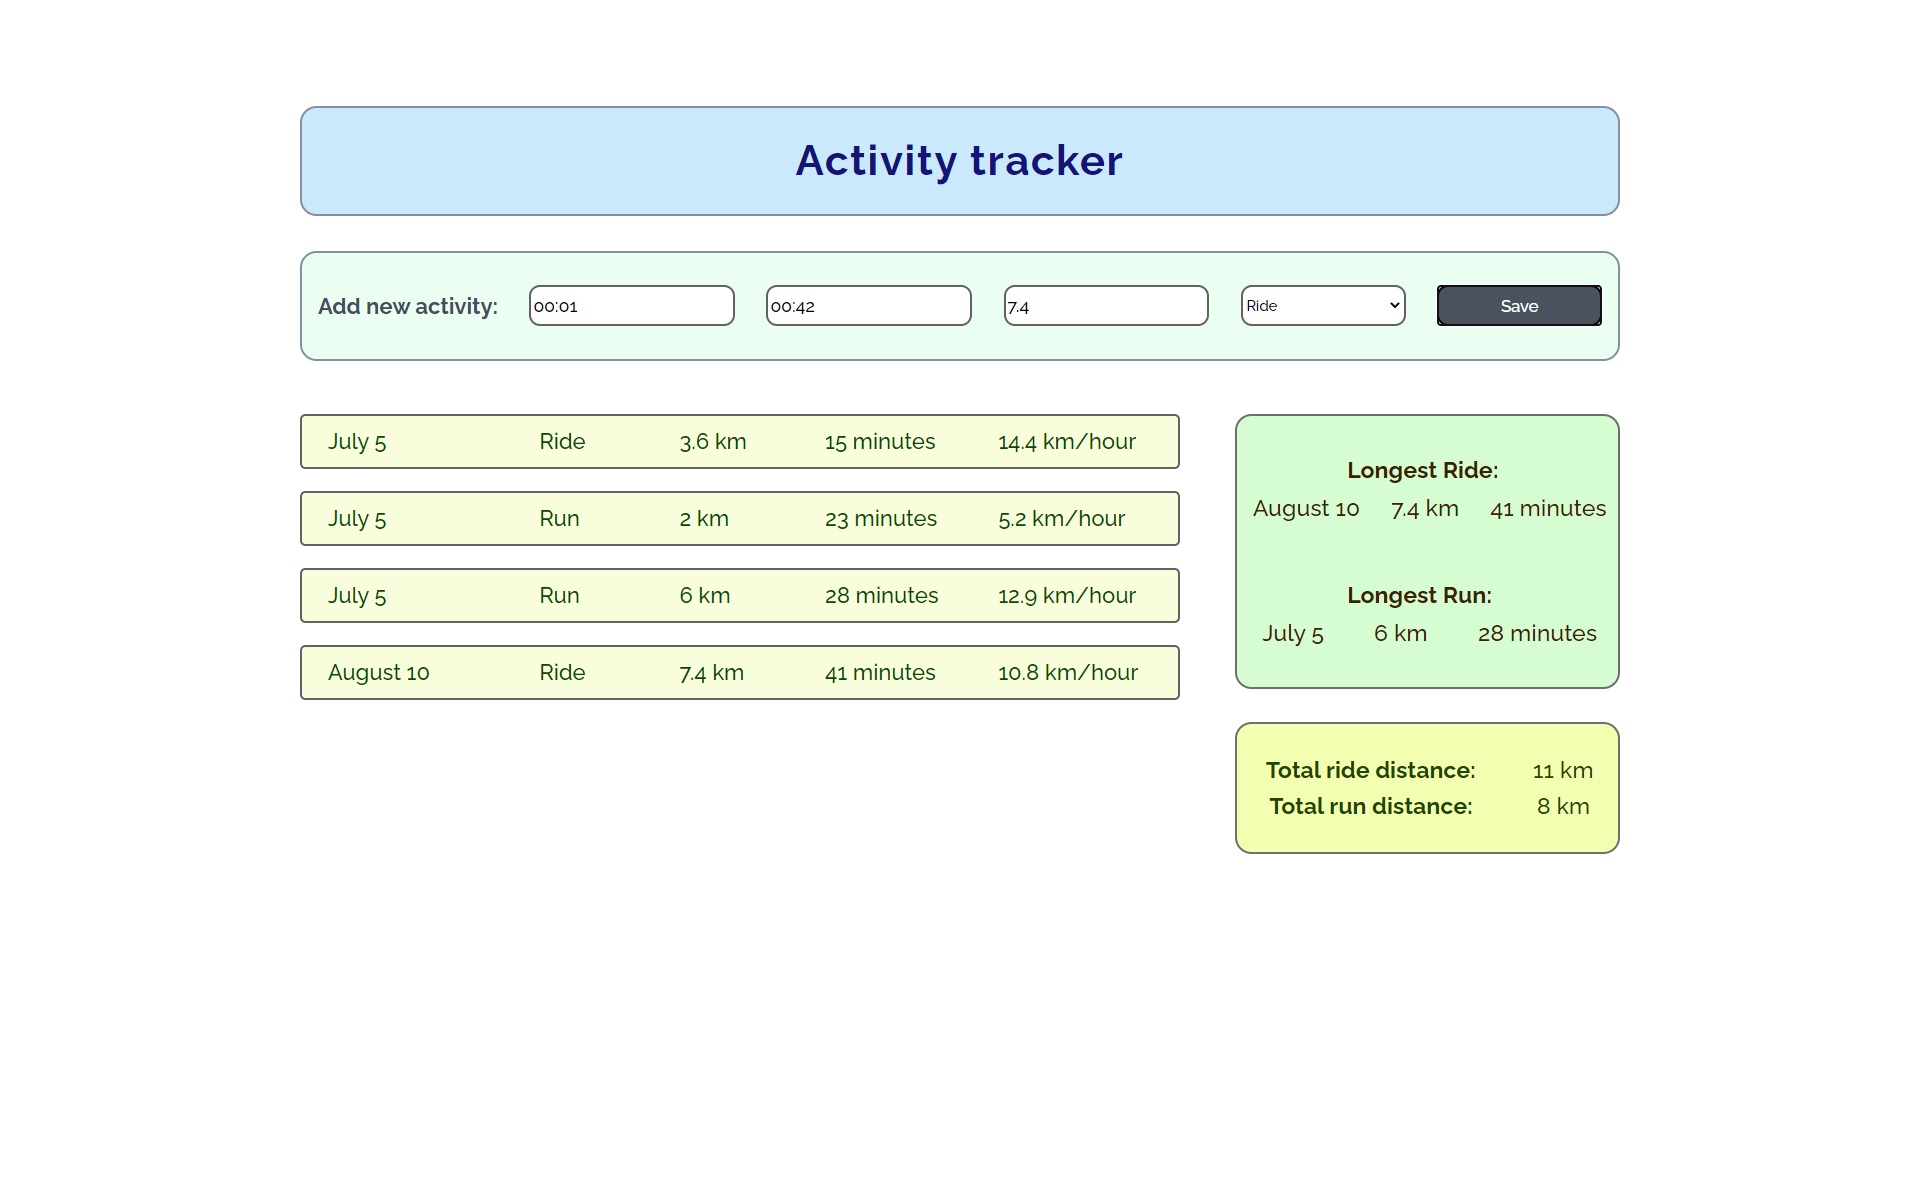 Activity tracker
Add new activity: 00:01 00:42 7.4 Ride Save
July 5 Ride 3.6 km 15 minutes 14.4 km/hour
July 5 Run 2 km 23 minutes 5.2 km/hour
July 5 Run 6 km 28 minutes 12.9 km/hour
August 10 Ride 7.4 km 41 minutes 10.8 km/hour
Longest Ride:
August 10 7.4 km 41 minutes
Longest Run:
July 5 6 km 28 minutes
Total ride distance: 11 km
Total run distance: 8 km